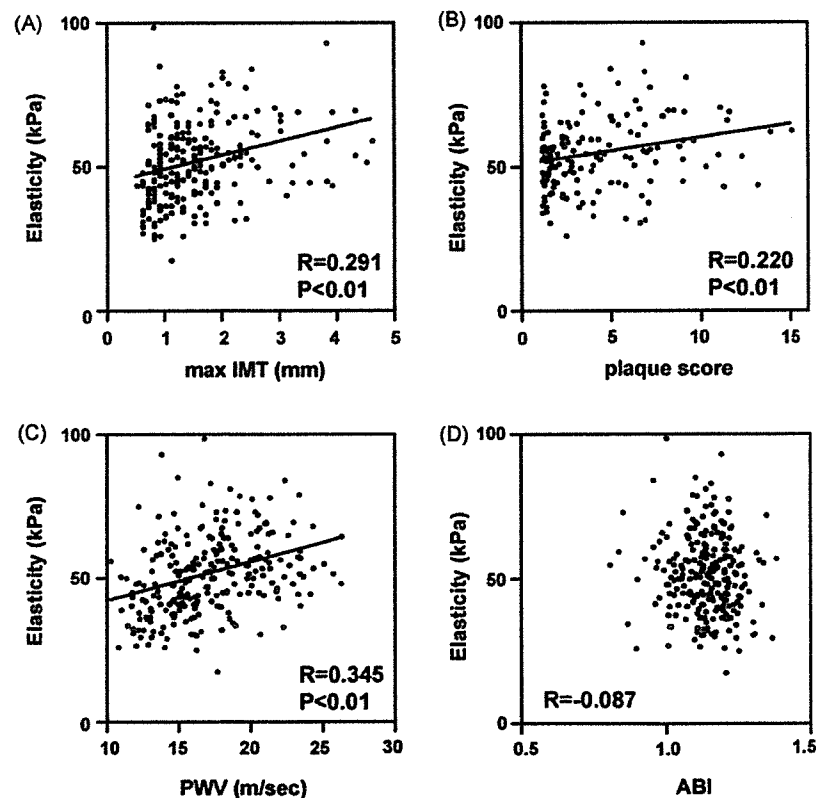 (A)
100
50
0
Elasticity (kPa)
R=0.291
P<0.01
0 1 2 3 4 5
max IMT (mm)
(B)
100
50
0
Elasticity (kPa)
R=0.220
P<0.01
0 5 10 15
plaque score
(C)
100
50
0
Elasticity (kPa)
R=0.345
P<0.01
10 15 20 25 30
PWV (m/sec)
(D)
100
50
0
Elasticity (kPa)
R=-0.087
0.5 1.0 1.5
ABI